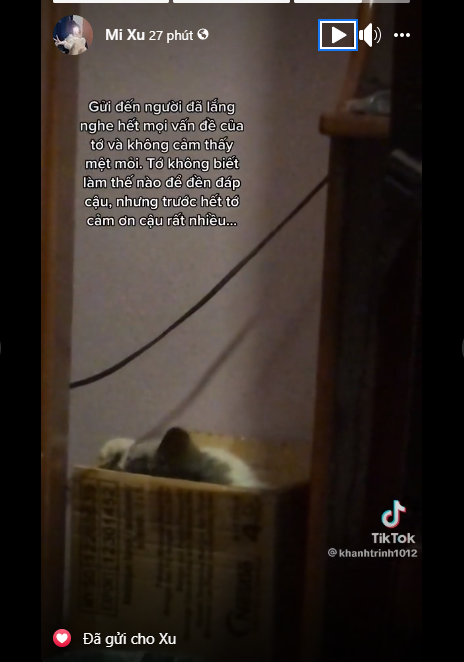 Mi Xu 27 phút
Gửi đến người đã lắng
nghe hết mọi vấn đề của
tớ và không cảm thấy
mệt mỏi. Tớ không biết
làm thế nào để đền đáp
cậu, nhưng trước hết tớ
cảm ơn cậu rất nhiều...
TikTok
@khanhtrinh1012
Đã gửi cho Xu